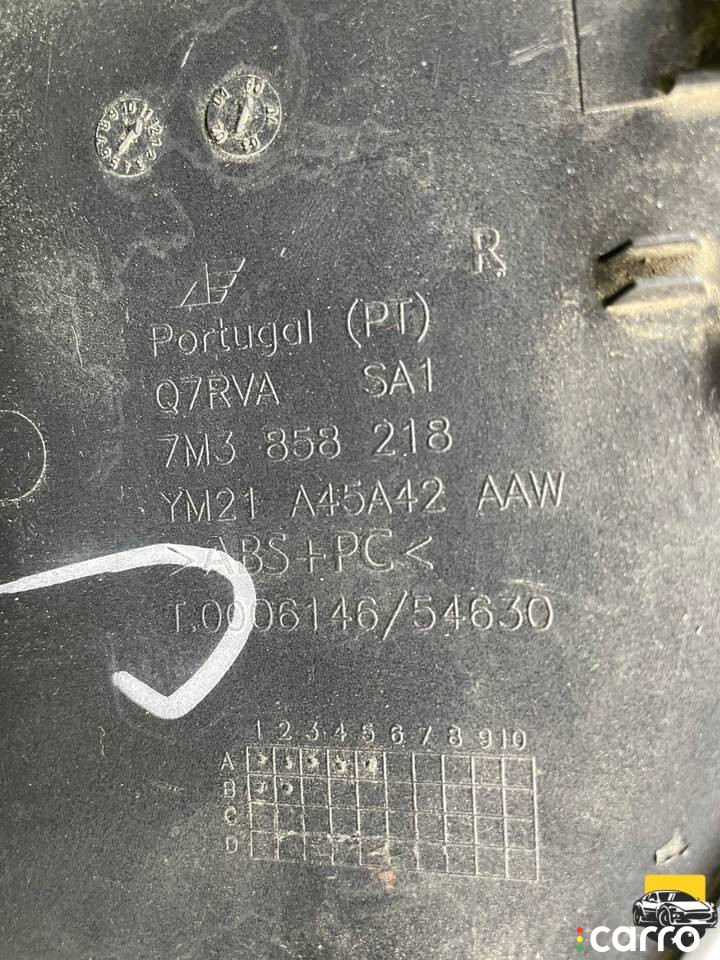 R
Portugal (PT)
Q7RVA SA1
7M3 858 218
YM21 A45A42 AAW
>ABS+PC<
T.0006146/54630
1 2 3 4 5 6 7 8 9 10
A
B
C
D
carro